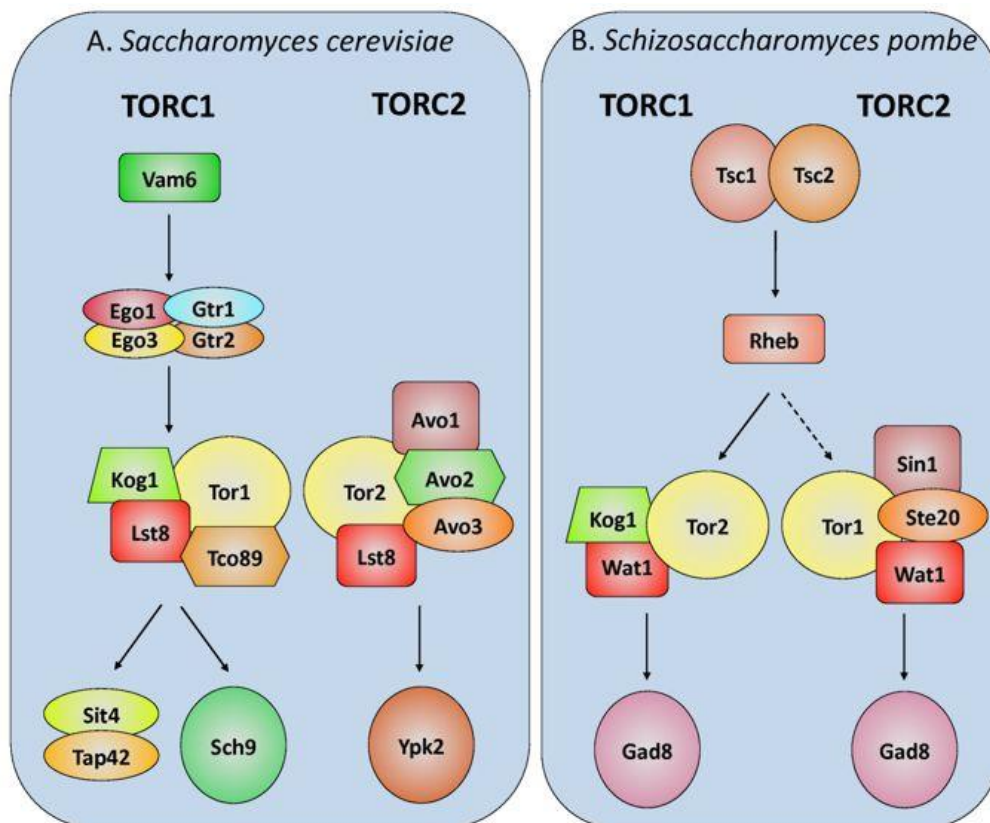 A. Saccharomyces cerevisiae
TORC1
TORC2
Vam6
Ego1
Gtr1
Ego3
Gtr2
Avo1
Kog1
Tor1
Tor2
Avo2
Lst8
Avo3
Tco89
Lst8
Sit4
Tap42
Sch9
Ypk2
B. Schizosaccharomyces pombe
TORC1
TORC2
Tsc1
Tsc2
Rheb
Sin1
Kog1
Tor2
Tor1
Ste20
Wat1
Wat1
Gad8
Gad8